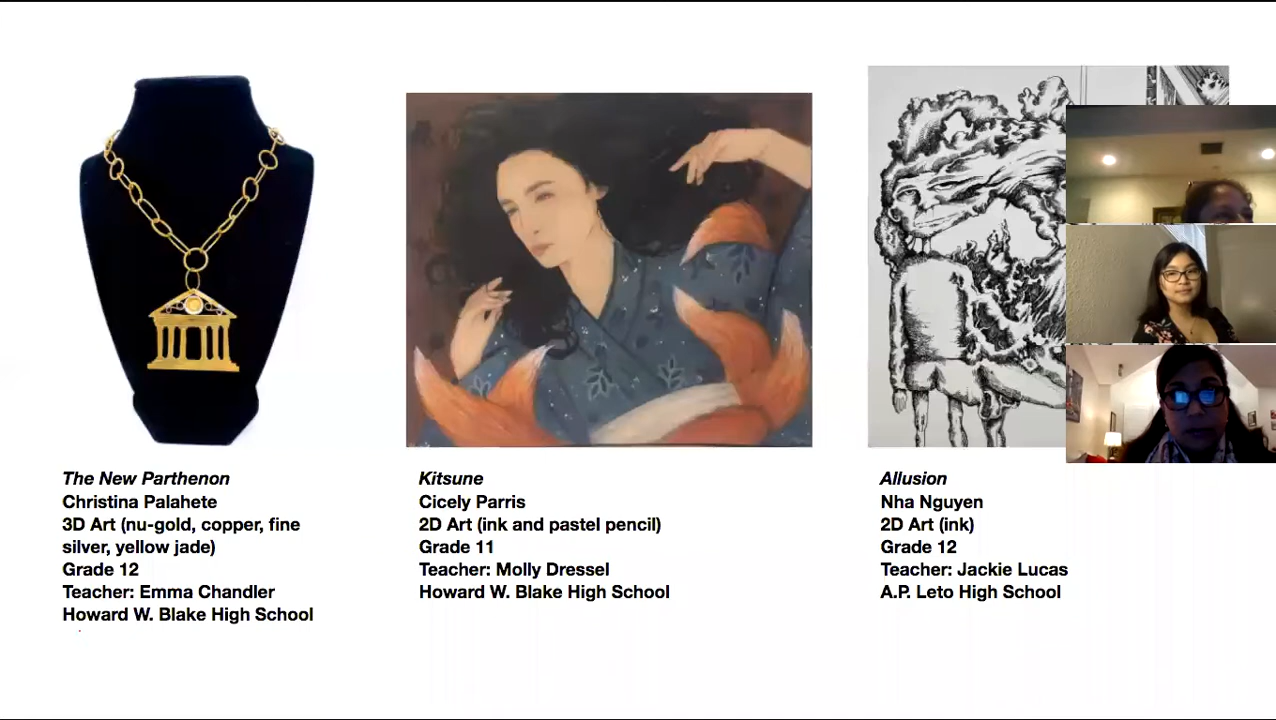 The New Parthenon
Christina Palahete
3D Art (nu-gold, copper, fine
silver, yellow jade)
Grade 12
Teacher: Emma Chandler
Howard W. Blake High School
Kitsune
Cicely Parris
2D Art (ink and pastel pencil)
Grade 11
Teacher: Molly Dressel
Howard W. Blake High School
Allusion
Nha Nguyen
2D Art (ink)
Grade 12
Teacher: Jackie Lucas
A.P. Leto High School